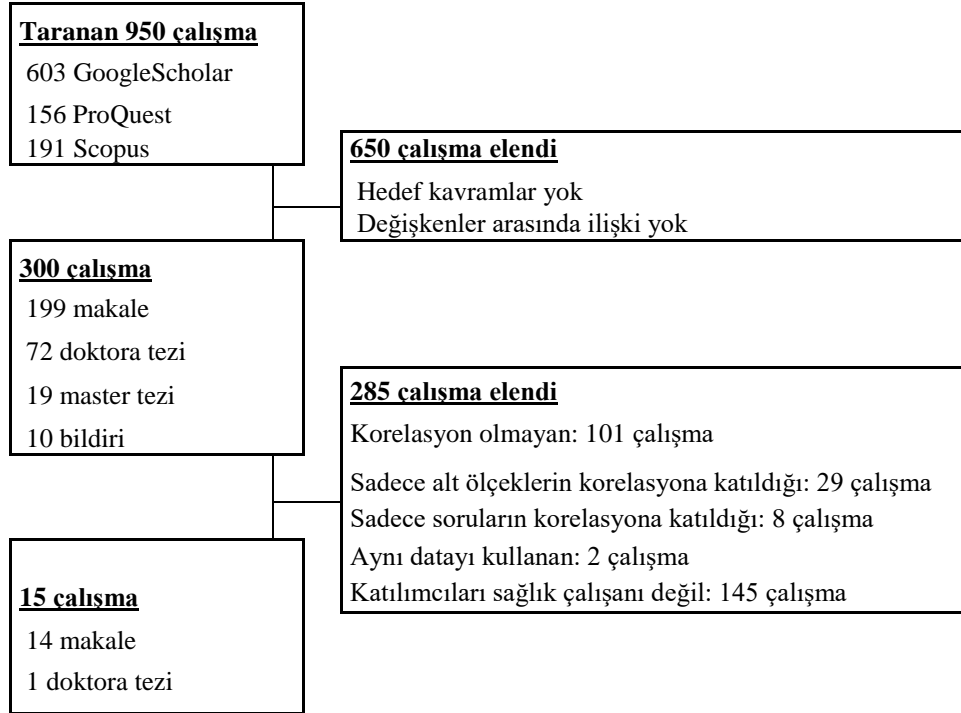 Taranan 950 çalışma
603 GoogleScholar
156 ProQuest
191 Scopus
650 çalışma elendi
Hedef kavramlar yok
Değişkenler arasında ilişki yok
300 çalışma
199 makale
72 doktora tezi
19 master tezi
10 bildiri
285 çalışma elendi
Korelasyon olmayan: 101 çalışma
Sadece alt ölçeklerin korelasyona katıldığı: 29 çalışma
Sadece soruların korelasyona katıldığı: 8 çalışma
Aynı datayı kullanan: 2 çalışma
Katılımcıları sağlık çalışanı değil: 145 çalışma
15 çalışma
14 makale
1 doktora tezi